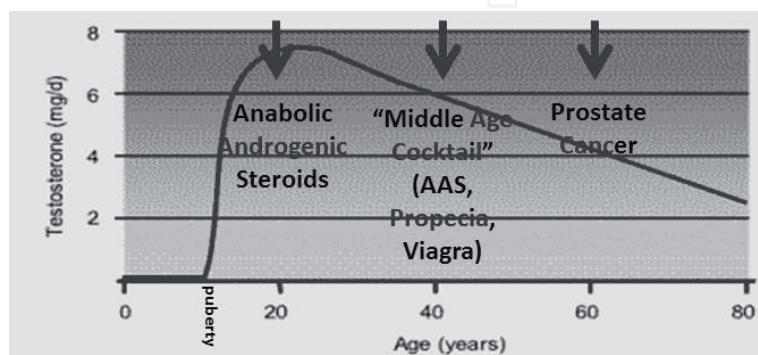 8
Testosterone (mg/d)
6
4
2
Anabolic
Androgenic
Steroids
“Middle Age
Cocktail”
(AAS,
Propecia,
Viagra)
Prostate
Cancer
0
puberty
20
40
60
80
Age (years)